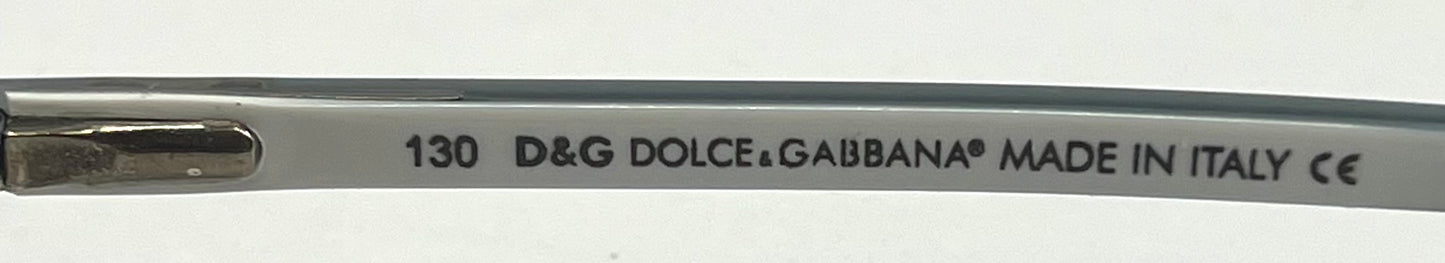 130 D&G DOLCE&GABBANA® MADE IN ITALY CE